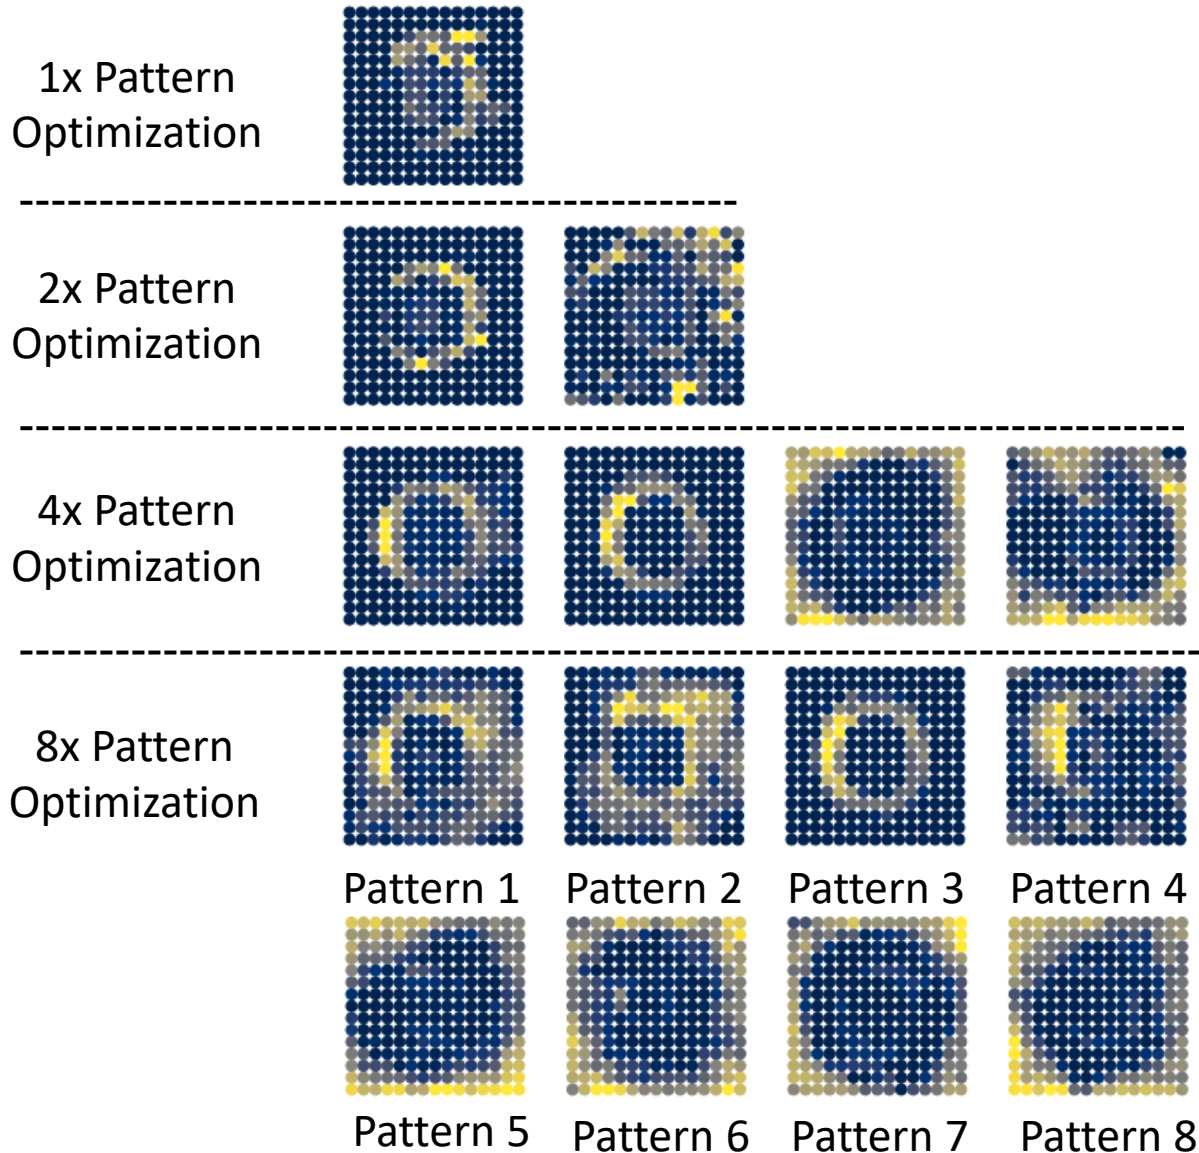 1x Pattern
Optimization
2x Pattern
Optimization
4x Pattern
Optimization
8x Pattern
Optimization
Pattern 1 Pattern 2 Pattern 3 Pattern 4
Pattern 5 Pattern 6 Pattern 7 Pattern 8